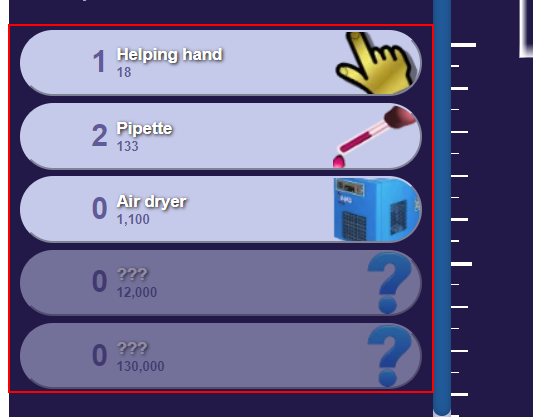 1 Helping hand
18
2 Pipette
133
0 Air dryer
1,100
0 ???
12,000
0 ???
130,000